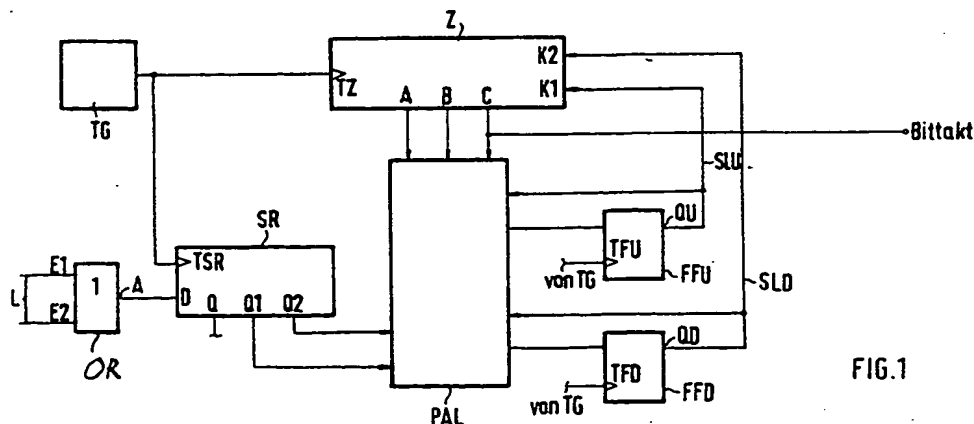 Z
TG
TZ
A
B
C
K2
K1
Bittakt
SLU
SR
TSR
D
Q
Q1
Q2
L
E1
E2
1
A
OR
PAL
QU
TFU
FFU
von TG
SLD
QD
TFD
FFD
von TG
FIG.1